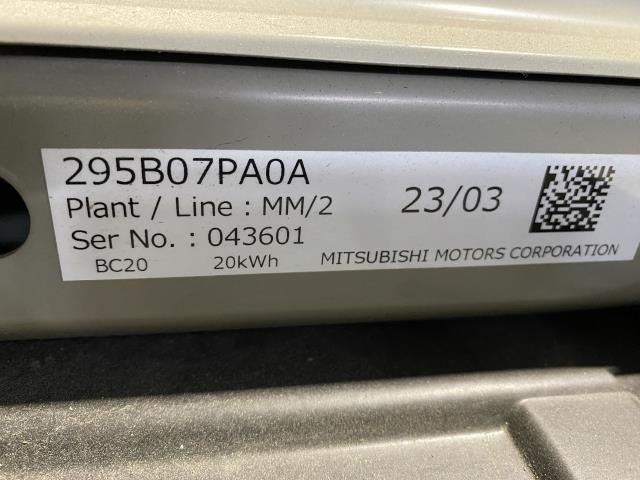 295B07PA0A
Plant / Line : MM/2
23/03
Ser No. : 043601
BC20 20kWh MITSUBISHI MOTORS CORPORATION